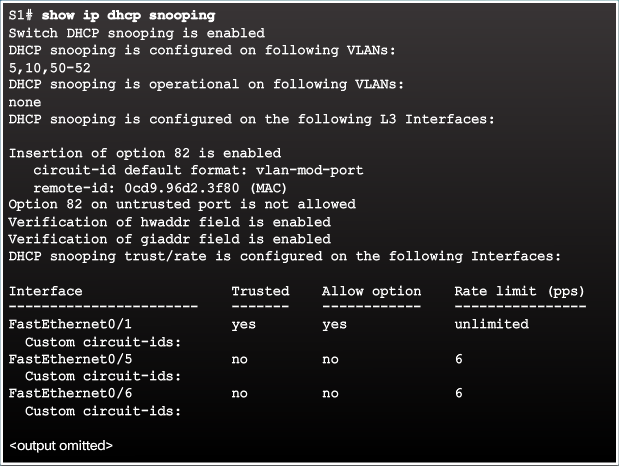 S1# show ip dhcp snooping
Switch DHCP snooping is enabled
DHCP snooping is configured on following VLANs:
5,10,50-52
DHCP snooping is operational on following VLANs:
none
DHCP snooping is configured on the following L3 Interfaces:

Insertion of option 82 is enabled
   circuit-id default format: vlan-mod-port
   remote-id: 0cd9.96d2.3f80 (MAC)
Option 82 on untrusted port is not allowed
Verification of hwaddr field is enabled
Verification of giaddr field is enabled
DHCP snooping trust/rate is configured on the following Interfaces:

Interface                  Trusted    Allow option    Rate limit (pps)
-----------------------    -------    ------------    ----------------
FastEthernet0/1            yes        yes             unlimited
  Custom circuit-ids:
FastEthernet0/5            no         no              6
  Custom circuit-ids:
FastEthernet0/6            no         no              6
  Custom circuit-ids:

<output omitted>